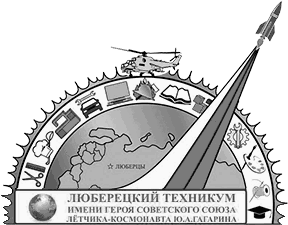 ☆ ЛЮБЕРЦЫ
ЛЮБЕРЕЦКИЙ ТЕХНИКУМ
ИМЕНИ ГЕРОЯ СОВЕТСКОГО СОЮЗА
ЛЁТЧИКА-КОСМОНАВТА Ю.А.ГАГАРИНА